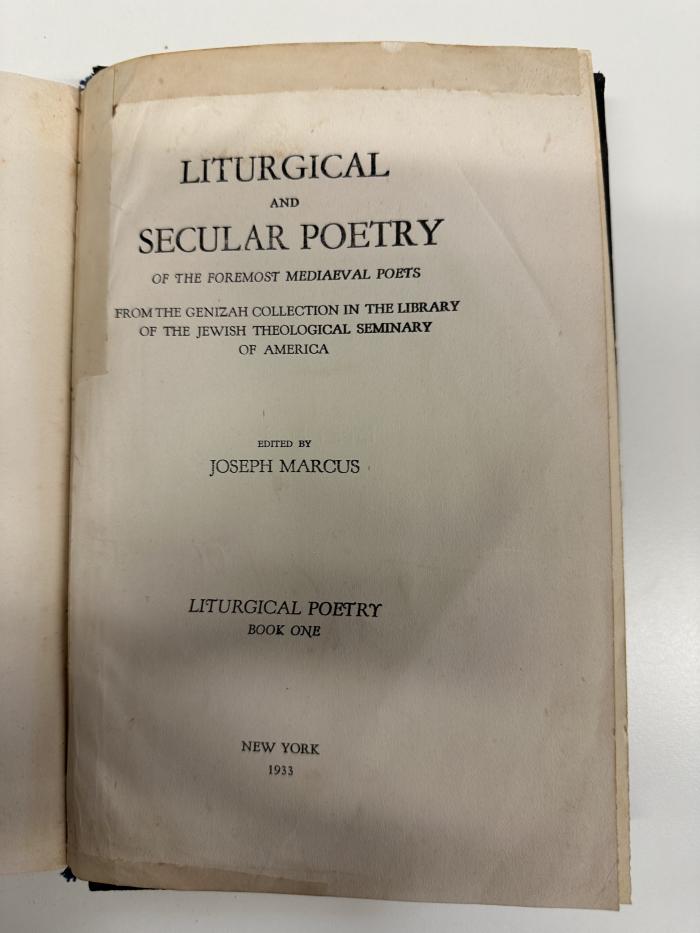 LITURGICAL
AND
SECULAR POETRY
OF THE FOREMOST MEDIAEVAL POETS
FROM THE GENIZAH COLLECTION IN THE LIBRARY
OF THE JEWISH THEOLOGICAL SEMINARY
OF AMERICA
EDITED BY
JOSEPH MARCUS
LITURGICAL POETRY
BOOK ONE
NEW YORK
1933